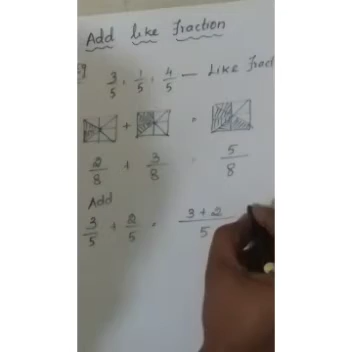 Add like fraction
3/5, 1/5, 4/5 — Like Fract
+ =
2/8 + 3/8 = 5/8
Add
3/5 + 2/5 = 3+2/5